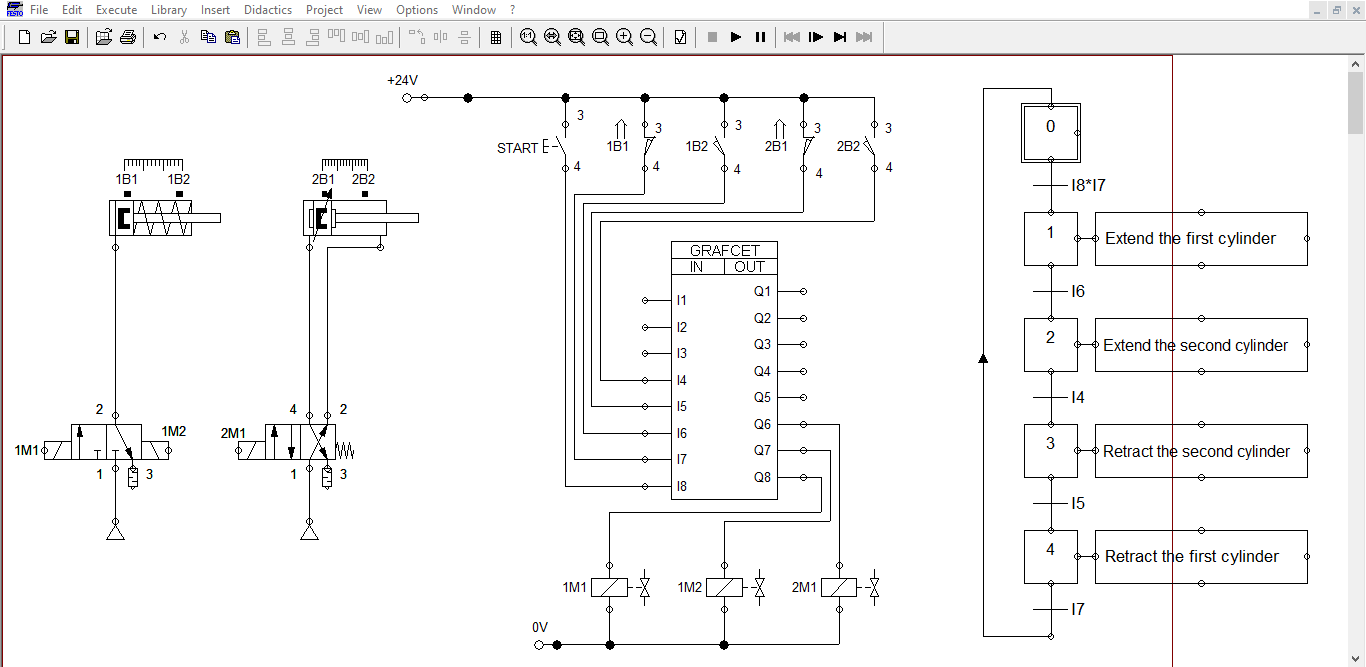 FESTO File Edit Execute Library Insert Didactics Project View Options Window ?
1:1
+24V
3 3 3 3 3
START 1B1 1B2 2B1 2B2
4 4 4 4 4
1B1 1B2 2B1 2B2
GRAFCET
IN OUT
I1 Q1
I2 Q2
I3 Q3
I4 Q4
I5 Q5
I6 Q6
I7 Q7
I8 Q8
2 4 2
1M1 1M2 2M1
1 3 1 3
1M1 1M2 2M1
0V
0
I8*I7
1 Extend the first cylinder
I6
2 Extend the second cylinder
I4
3 Retract the second cylinder
I5
4 Retract the first cylinder
I7